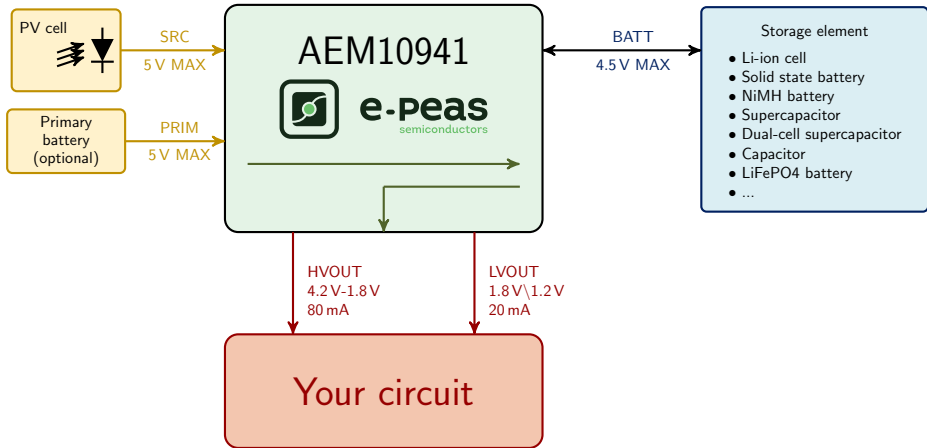 PV cell
SRC
5 V MAX
Primary
battery
(optional)
PRIM
5 V MAX
AEM10941
e-peas
semiconductors
BATT
4.5 V MAX
Storage element
• Li-ion cell
• Solid state battery
• NiMH battery
• Supercapacitor
• Dual-cell supercapacitor
• Capacitor
• LiFePO4 battery
• ...
HVOUT
4.2 V-1.8 V
80 mA
LVOUT
1.8 V\1.2 V
20 mA
Your circuit